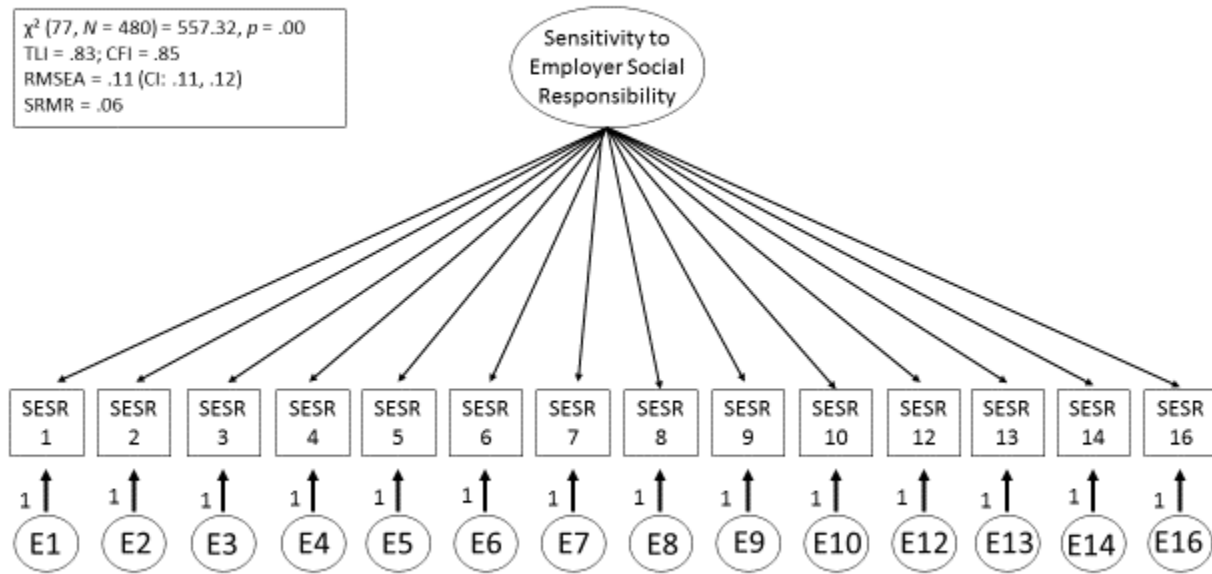 χ² (77, N = 480) = 557.32, p = .00
TLI = .83; CFI = .85
RMSEA = .11 (CI: .11, .12)
SRMR = .06
Sensitivity to
Employer Social
Responsibility
SESR 1
SESR 2
SESR 3
SESR 4
SESR 5
SESR 6
SESR 7
SESR 8
SESR 9
SESR 10
SESR 12
SESR 13
SESR 14
SESR 16
1 1 1 1 1 1 1 1 1 1 1 1 1 1
E1 E2 E3 E4 E5 E6 E7 E8 E9 E10 E12 E13 E14 E16